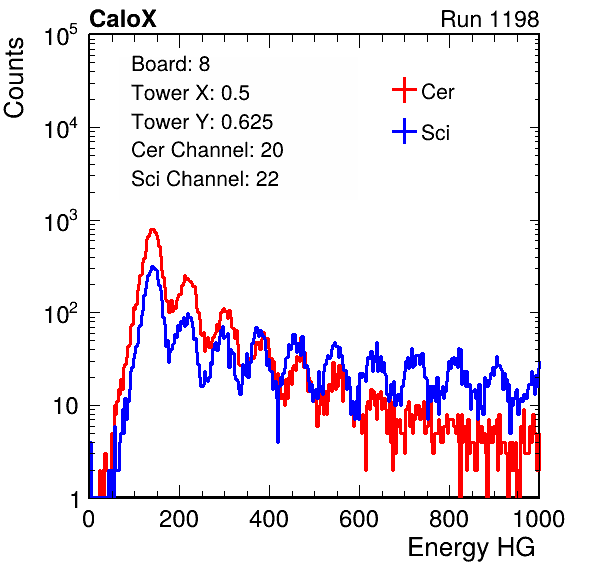 CaloX Run 1198
Counts
10^5
10^4
10^3
10^2
10
1
Board: 8
Tower X: 0.5
Tower Y: 0.625
Cer Channel: 20
Sci Channel: 22
Cer
Sci
0 200 400 600 800 1000
Energy HG